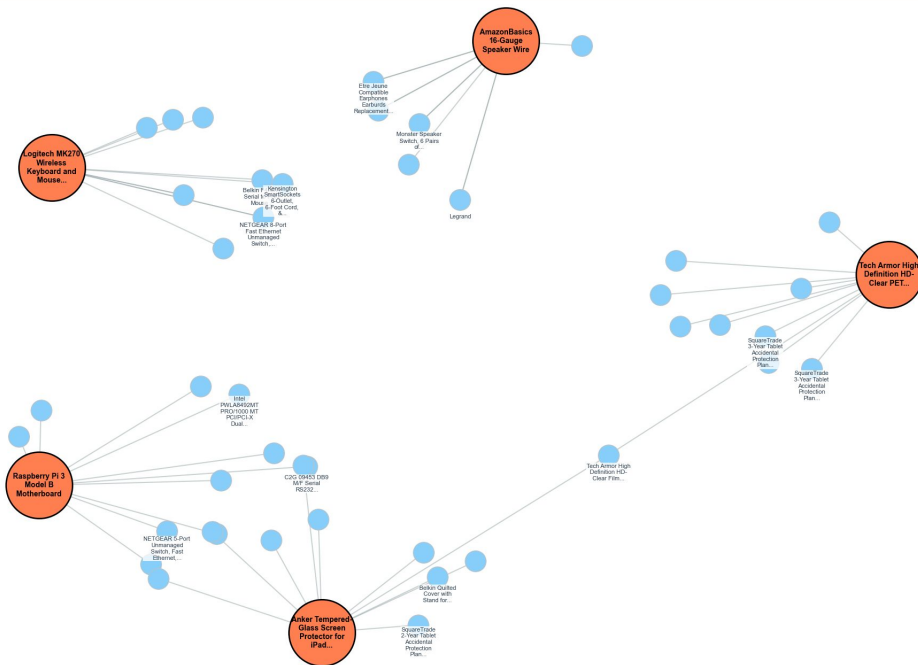 AmazonBasics
16-Gauge
Speaker Wire
Etre Jeune
Compatible
Earphones
Earburds
Replacement...
Monster Speaker
Switch, 6 Pairs
of...
Legrand
Logitech MK270
Wireless
Keyboard and
Mouse...
Belkin
Serial
Mou
Kensington
SmartSockets
6-Outlet,
6-Foot Cord,
&...
NETGEAR 8-Port
Fast Ethernet
Unmanaged
Switch,...
Tech Armor High
Definition HD-
Clear PET...
SquareTrade
3-Year Tablet
Accidental
Protection
Plan...
SquareTrade
3-Year Tablet
Accidental
Protection
Plan...
Intel
PWLA8492MT
PRO/1000 MT
PCI/PCI-X
Dual...
Raspberry Pi 3
Model B
Motherboard
C2G 09453 DB9
M/F Serial
RS232...
Tech Armor High
Definition HD-
Clear Film...
NETGEAR 5-Port
Unmanaged
Switch, Fast
Ethernet,...
Belkin Quilted
Cover with
Stand for...
Anker Tempered-
Glass Screen
Protector for
iPad...
SquareTrade
2-Year Tablet
Accidental
Protection
Plan...